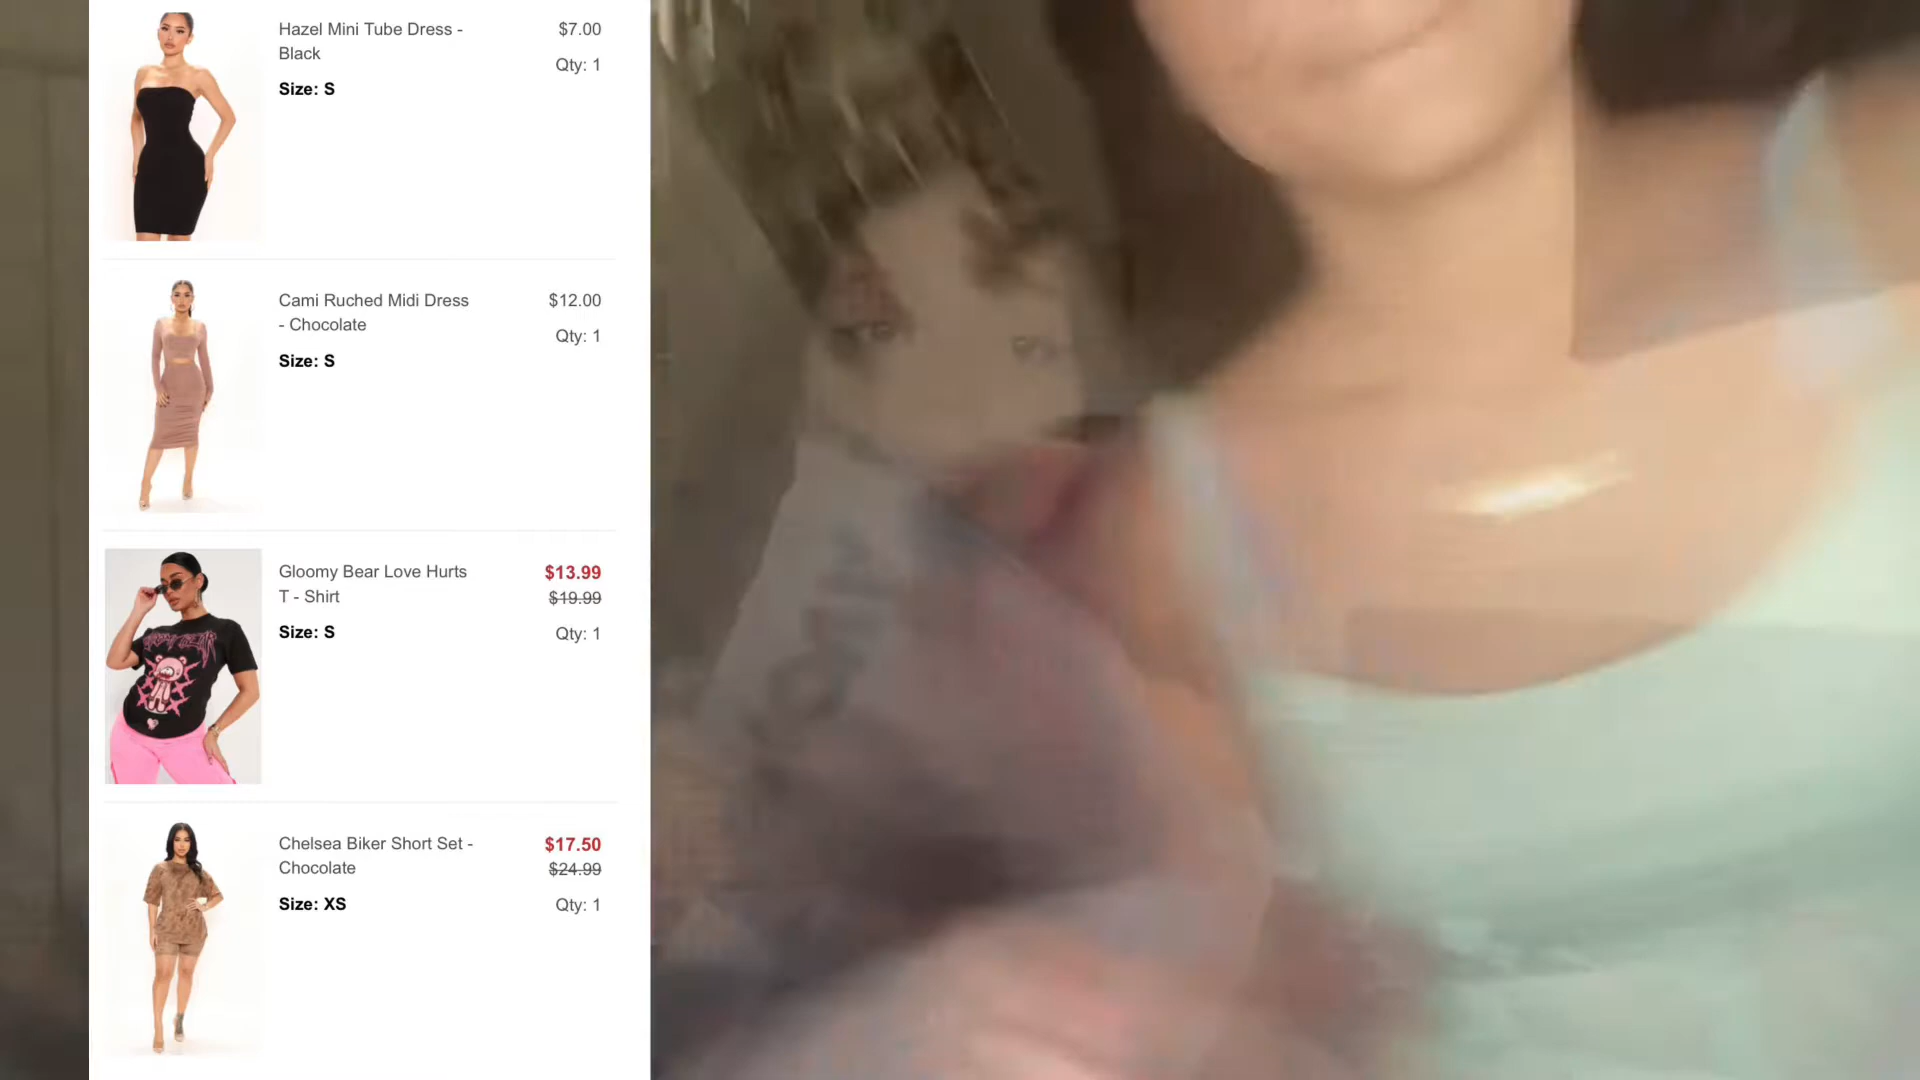 Hazel Mini Tube Dress -
Black
$7.00
Qty: 1
Size: S
Cami Ruched Midi Dress
- Chocolate
$12.00
Qty: 1
Size: S
Gloomy Bear Love Hurts
T - Shirt
$13.99
$19.99
Qty: 1
Size: S
Chelsea Biker Short Set -
Chocolate
$17.50
$24.99
Qty: 1
Size: XS